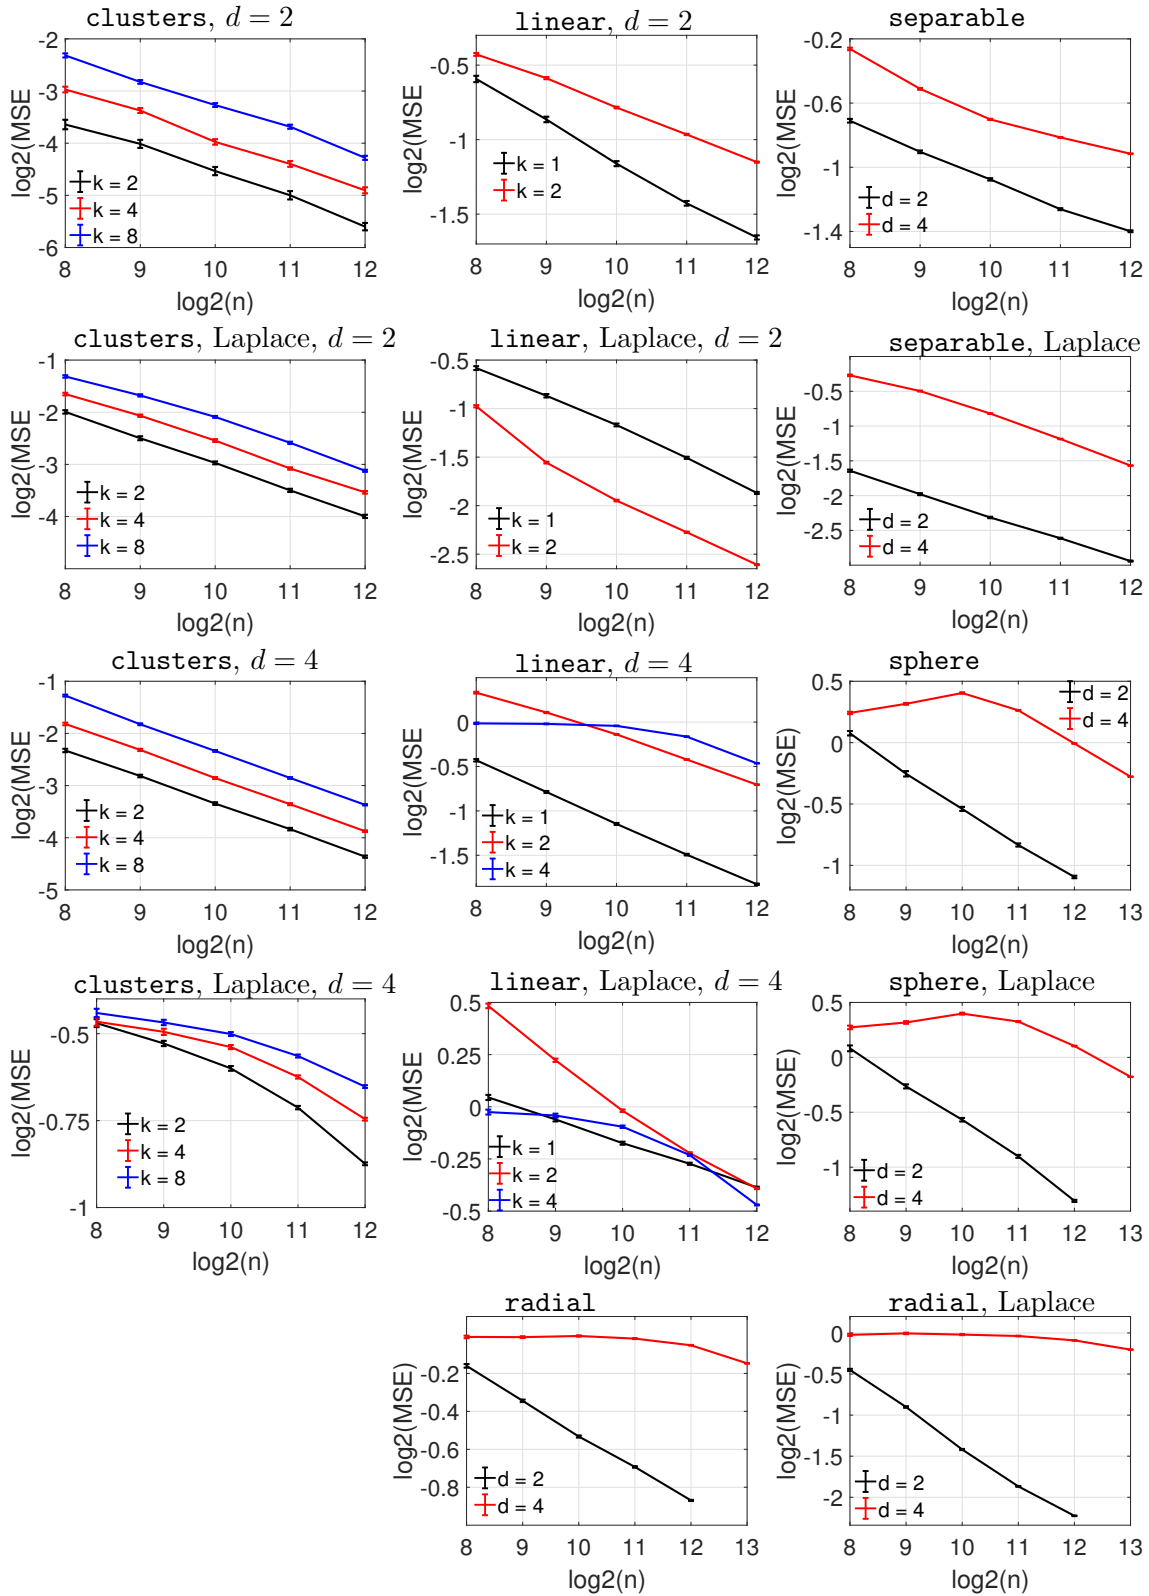 clusters, d = 2
log2(MSE
-2
-3
-4
-5
-6
k = 2
k = 4
k = 8
8 9 10 11 12
log2(n)
linear, d = 2
log2(MSE
-0.5
-1
-1.5
k = 1
k = 2
8 9 10 11 12
log2(n)
separable
log2(MSE
-0.2
-0.6
-1
-1.4
d = 2
d = 4
8 9 10 11 12
log2(n)
clusters, Laplace, d = 2
log2(MSE
-1
-2
-3
-4
k = 2
k = 4
k = 8
8 9 10 11 12
log2(n)
linear, Laplace, d = 2
log2(MSE
-0.5
-1
-1.5
-2
-2.5
k = 1
k = 2
8 9 10 11 12
log2(n)
separable, Laplace
log2(MSE
-0.5
-1
-1.5
-2
-2.5
d = 2
d = 4
8 9 10 11 12
log2(n)
clusters, d = 4
log2(MSE
-1
-2
-3
-4
-5
k = 2
k = 4
k = 8
8 9 10 11 12
log2(n)
linear, d = 4
log2(MSE
0
-0.5
-1
-1.5
k = 1
k = 2
k = 4
8 9 10 11 12
log2(n)
sphere
log2(MSE)
0.5
0
-0.5
-1
d = 2
d = 4
8 9 10 11 12 13
log2(n)
clusters, Laplace, d = 4
log2(MSE
-0.5
-0.75
-1
k = 2
k = 4
k = 8
8 9 10 11 12
log2(n)
linear, Laplace, d = 4
log2(MSE
0.5
0.25
0
-0.25
-0.5
k = 1
k = 2
k = 4
8 9 10 11 12
log2(n)
sphere, Laplace
log2(MSE)
0.5
0
-0.5
-1
d = 2
d = 4
8 9 10 11 12 13
log2(n)
radial
log2(MSE)
-0.2
-0.4
-0.6
-0.8
d = 2
d = 4
8 9 10 11 12 13
log2(n)
radial, Laplace
log2(MSE)
0
-0.5
-1
-1.5
-2
d = 2
d = 4
8 9 10 11 12 13
log2(n)